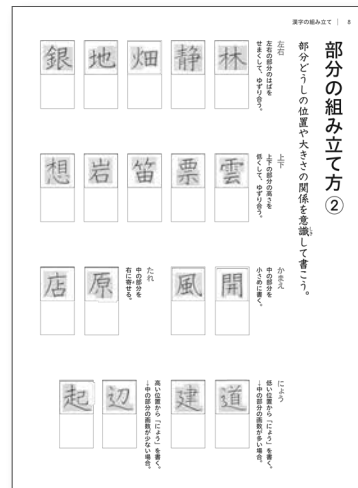 漢字の組み立て｜8
部分の組み立て方②
部分どうしの位置や大きさの関係を意識して書こう。
左右
左右の部分のはばを
せまくして、ゆずり合う。
林
静
畑
地
銀
上下
上下の部分の高さを
低くして、ゆずり合う。
雲
票
笛
岩
想
かまえ
中の部分を
小さめに書く。
開
風
たれ
中の部分を
右に寄せる。
原
店
にょう
低い位置から「にょう」を書く。
→中の部分の画数が多い場合。
道
建
高い位置から「にょう」を書く。
→中の部分の画数が少ない場合。
辺
起